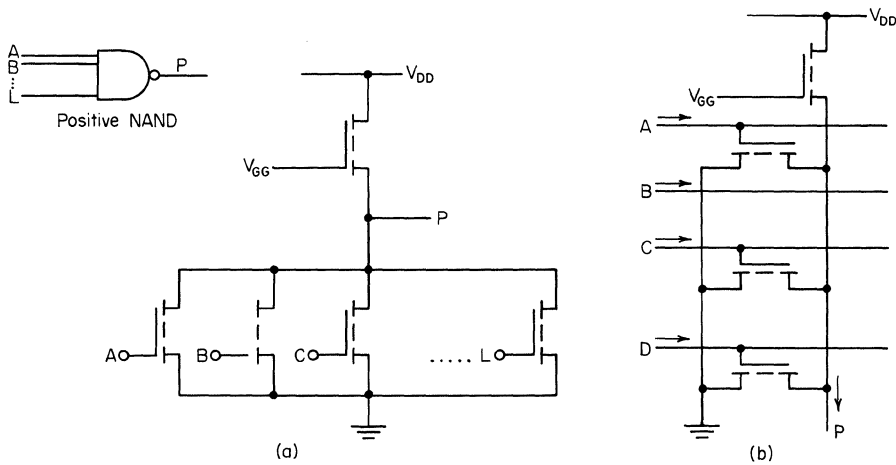 A
B
L
P
Positive NAND
V_DD
V_GG
P
A
B
C
..... L
(a)
V_DD
V_GG
A
B
C
D
P
(b)